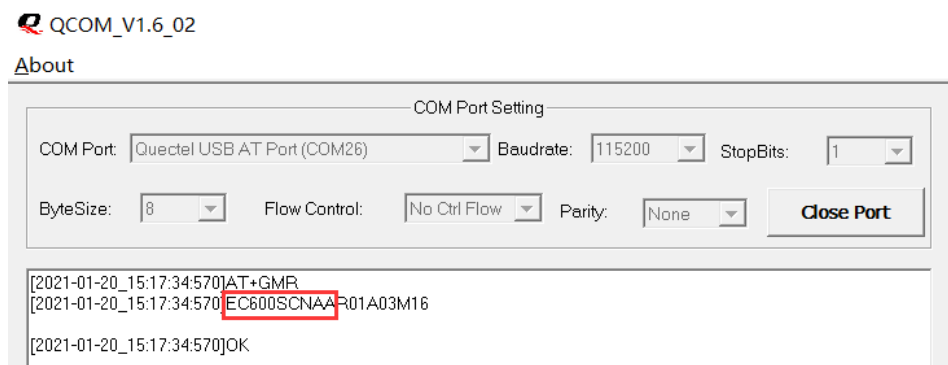 QCOM_V1.6_02
About
COM Port Setting
COM Port: Quectel USB AT Port (COM26) Baudrate: 115200 StopBits: 1
ByteSize: 8 Flow Control: No Ctrl Flow Parity: None Close Port
[2021-01-20_15:17:34:570]AT+GMR
[2021-01-20_15:17:34:570]EC600SCNAAR01A03M16
[2021-01-20_15:17:34:570]OK